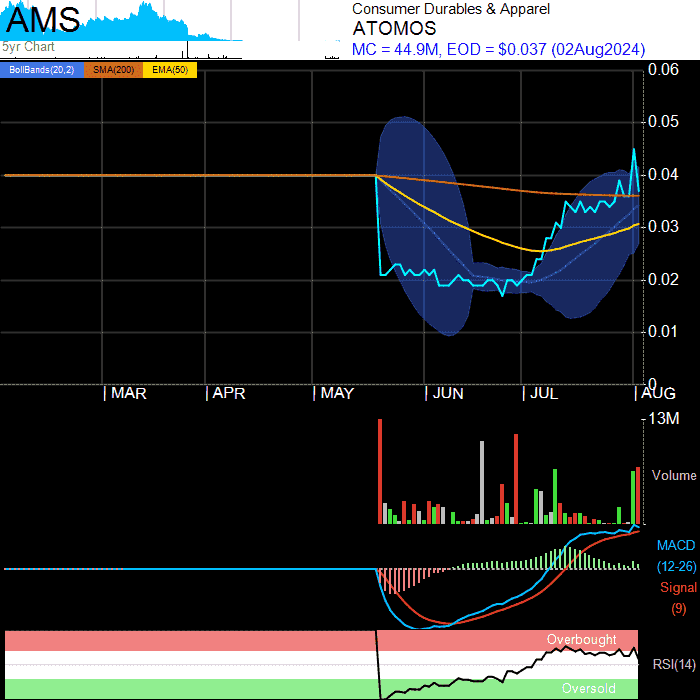 AMS
5yr Chart
Consumer Durables & Apparel
ATOMOS
MC = 44.9M, EOD = $0.037 (02Aug2024)
BollBands(20,2) SMA(200) EMA(50)
0.06
0.05
0.04
0.03
0.02
0.01
0
MAR APR MAY JUN JUL AUG
13M
Volume
MACD
(12-26)
Signal
(9)
Overbought
RSI(14)
Oversold